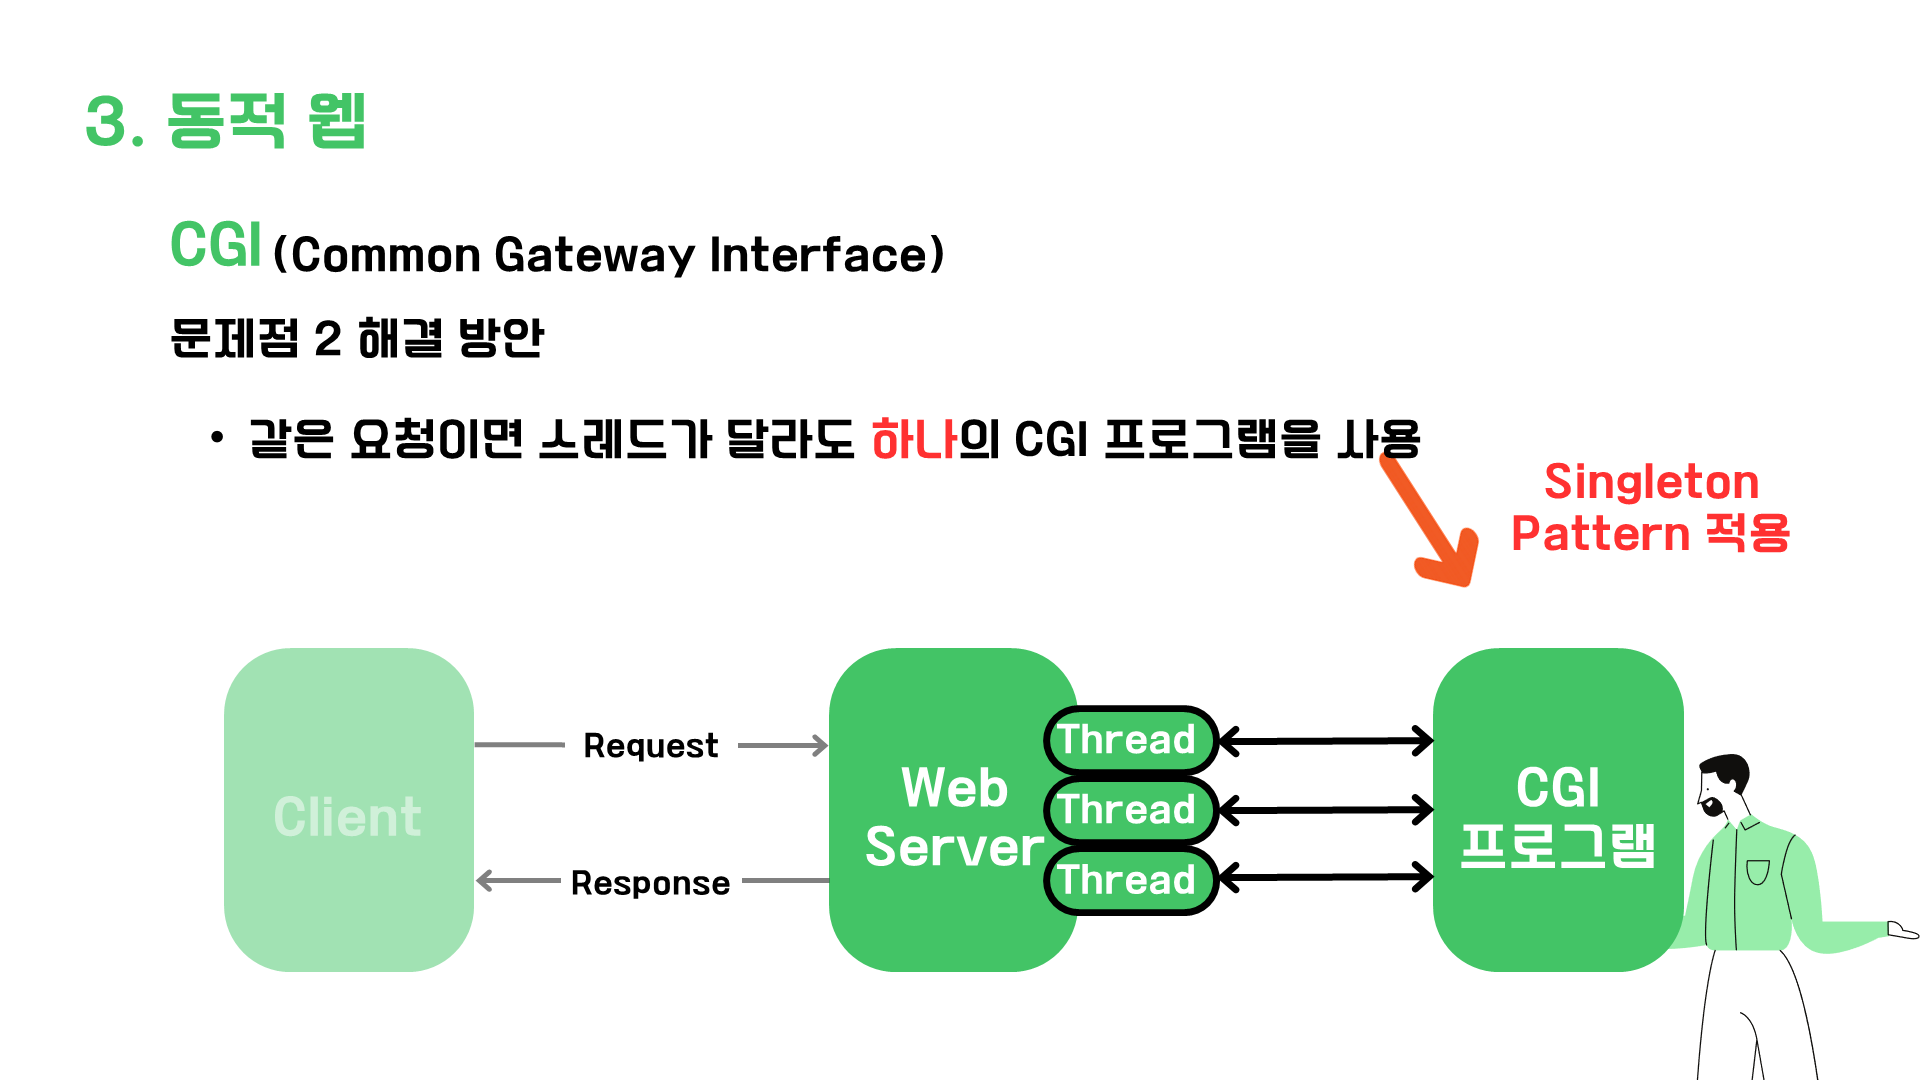 3. 동적 웹
CGI (Common Gateway Interface)
문제점 2 해결 방안
• 같은 요청이면 스레드가 달라도 하나의 CGI 프로그램을 사용
Singleton
Pattern 적용
Client
Request
Response
Web
Server
Thread
Thread
Thread
CGI
프로그램